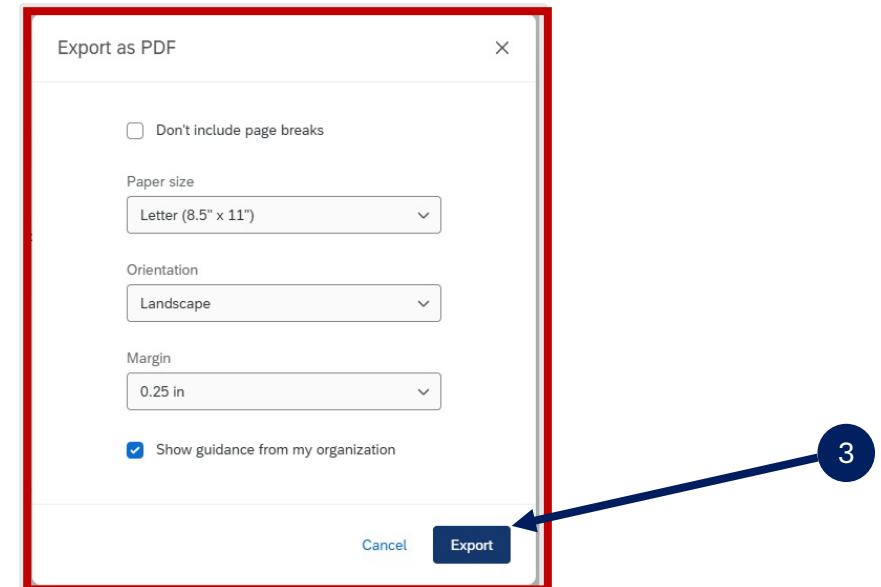 Export as PDF
Don't include page breaks
Paper size
Letter (8.5" x 11")
Orientation
Landscape
Margin
0.25 in
Show guidance from my organization
3
Cancel Export